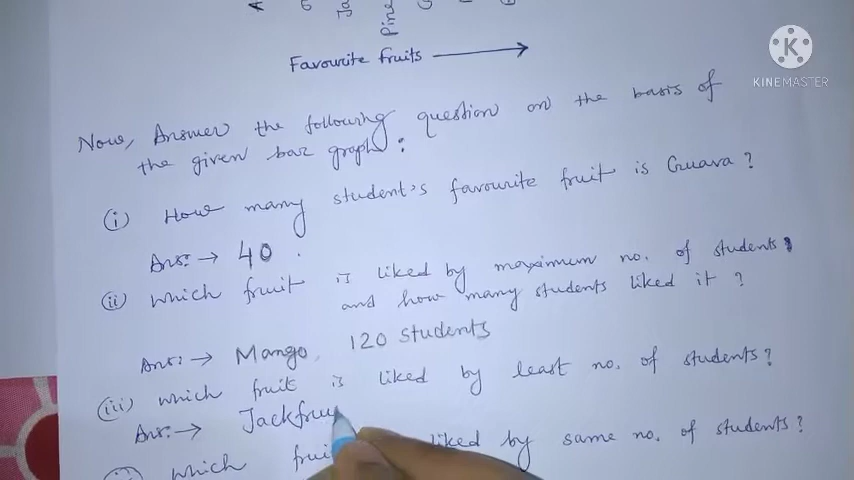 Pine
Favourite fruits
K
KINEMASTER
Now, Answer the following question on the basis of
the given bar graph:
(i) How many student's favourite fruit is Guava?
Ans: → 40.
(ii) which fruit is liked by maximum no. of students
and how many students liked it?
Ans: → Mango, 120 students
(iii) which fruit is liked by least no. of students?
Ans: → Jackfru
which liked by same no. of students?